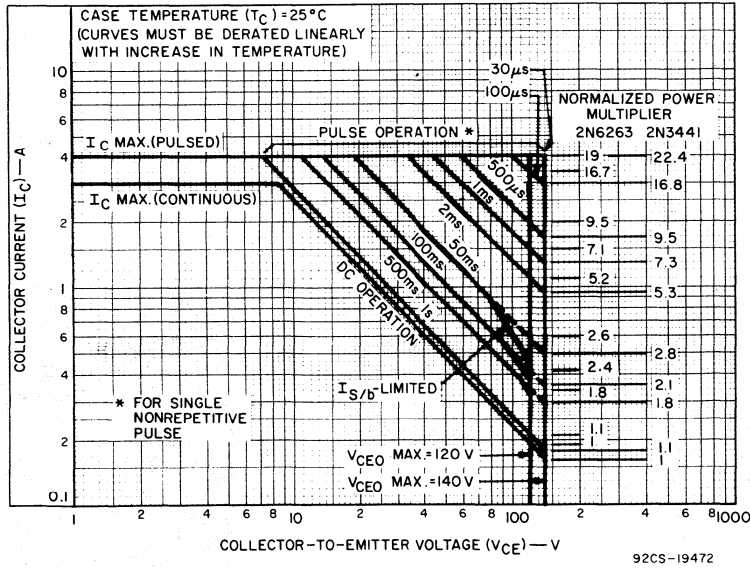 CASE TEMPERATURE (TC) = 25°C
(CURVES MUST BE DERATED LINEARLY
WITH INCREASE IN TEMPERATURE)
30μs
100μs
NORMALIZED POWER
MULTIPLIER
2N6263 2N3441
PULSE OPERATION *
IC MAX.(PULSED)
IC MAX.(CONTINUOUS)
19 22.4
16.7
16.8
9.5 9.5
7.1 7.3
5.2 5.3
2.6 2.8
2.4 2.1
1.8 1.8
1.1 1.1
1 1
500μs
1ms
2ms
50ms
100ms
1s
500ms
DC OPERATION
IS/b-LIMITED
* FOR SINGLE
NONREPETITIVE
PULSE
VCEO MAX.=120 V
VCEO MAX.=140 V
COLLECTOR CURRENT (IC)—A
10
8
6
4
2
1
8
6
4
2
0.1
1 2 4 6 8 10 2 4 6 8 100 2 4 6 8 1000
COLLECTOR-TO-EMITTER VOLTAGE (VCE)—V
92CS-19472